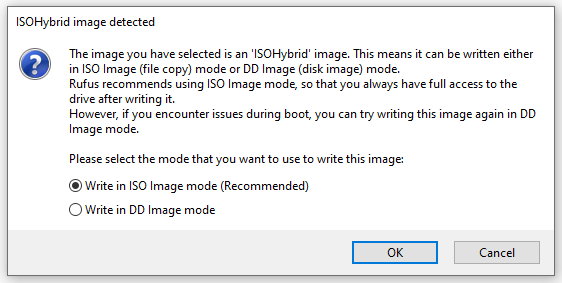 ISOHybrid image detected
The image you have selected is an 'ISOHybrid' image. This means it can be written either
in ISO Image (file copy) mode or DD Image (disk image) mode.
Rufus recommends using ISO Image mode, so that you always have full access to the
drive after writing it.
However, if you encounter issues during boot, you can try writing this image again in DD
Image mode.
Please select the mode that you want to use to write this image:
Write in ISO Image mode (Recommended)
Write in DD Image mode
OK
Cancel